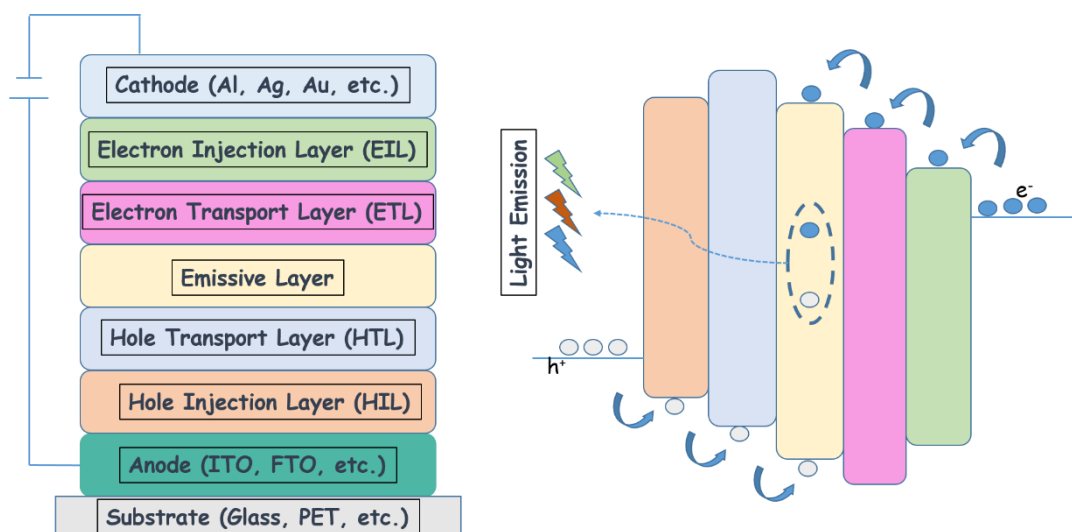 Cathode (Al, Ag, Au, etc.)
Electron Injection Layer (EIL)
Electron Transport Layer (ETL)
Emissive Layer
Hole Transport Layer (HTL)
Hole Injection Layer (HIL)
Anode (ITO, FTO, etc.)
Substrate (Glass, PET, etc.)
Light Emission
e-
h+